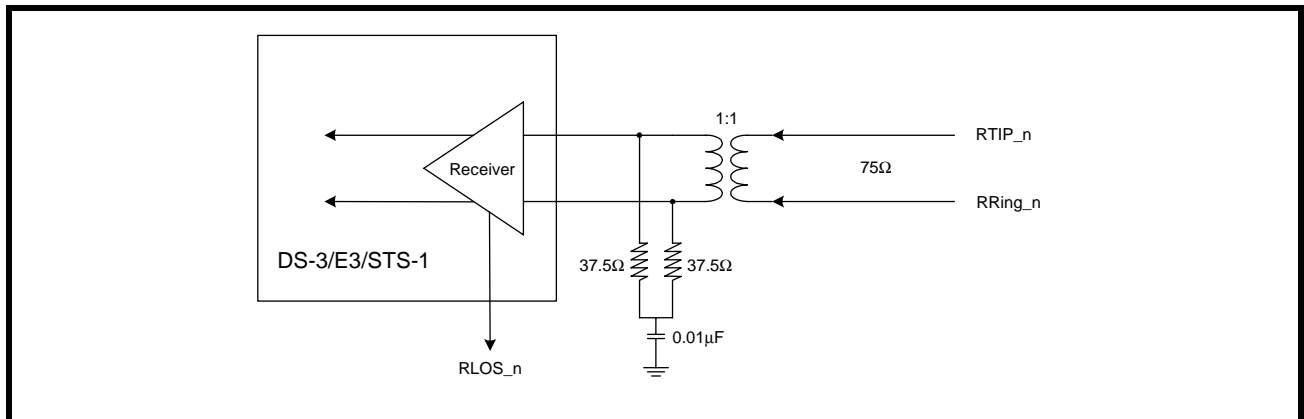 1:1
RTIP_n
Receiver
75Ω
RRing_n
DS-3/E3/STS-1
37.5Ω
37.5Ω
0.01μF
RLOS_n